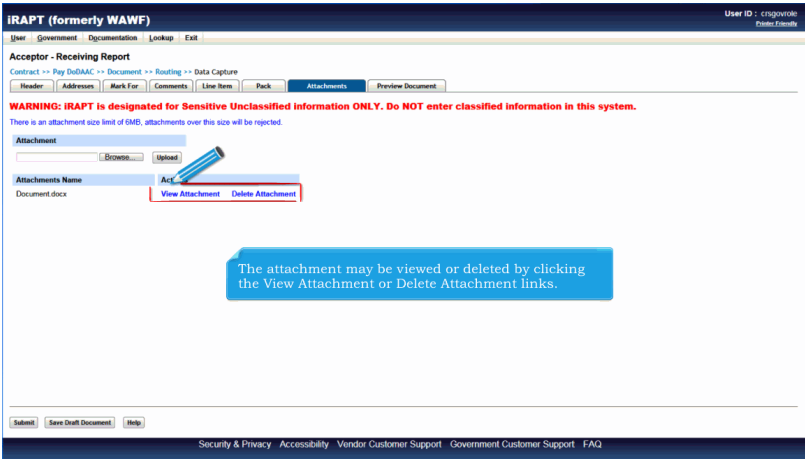 iRAPT (formerly WAWF)
User ID : crsgovrole
Printer Friendly
User Government Documentation Lookup Exit
Acceptor - Receiving Report
Contract >> Pay DoDAAC >> Document >> Routing >> Data Capture
Header Addresses Mark For Comments Line Item Pack Attachments Preview Document
WARNING: iRAPT is designated for Sensitive Unclassified information ONLY. Do NOT enter classified information in this system.
There is an attachment size limit of 6MB, attachments over this size will be rejected.
Attachment
Browse... Upload
Attachments Name
Document.docx View Attachment Delete Attachment
The attachment may be viewed or deleted by clicking
the View Attachment or Delete Attachment links.
Submit Save Draft Document Help
Security & Privacy Accessibility Vendor Customer Support Government Customer Support FAQ